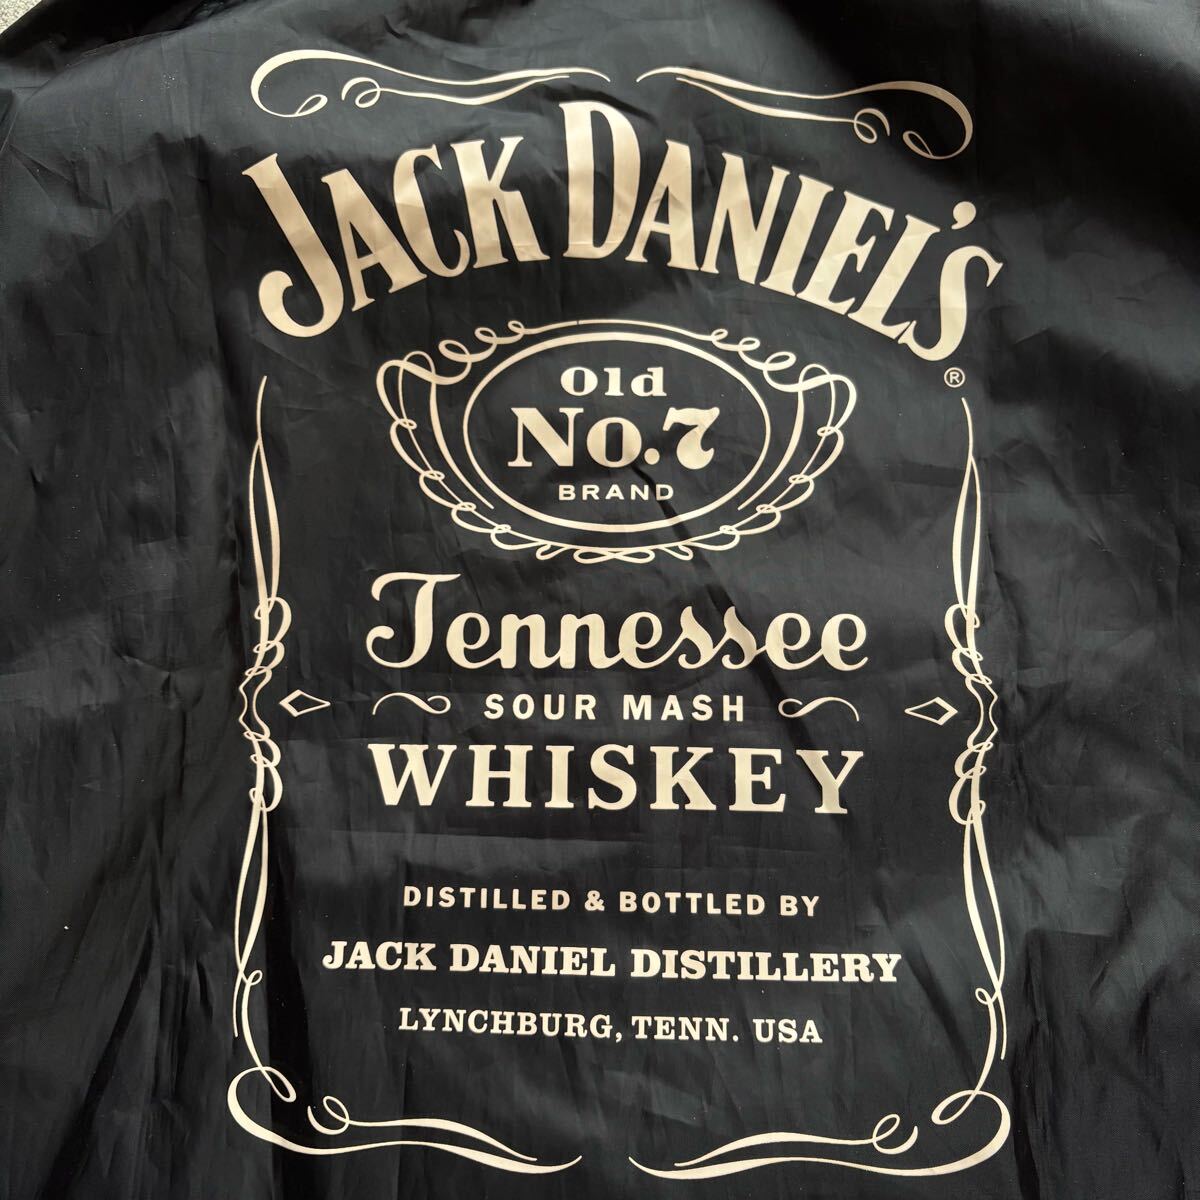 JACK DANIEL'S
®
Old
No.7
BRAND
Tennessee
SOUR MASH
WHISKEY
DISTILLED & BOTTLED BY
JACK DANIEL DISTILLERY
LYNCHBURG, TENN. USA